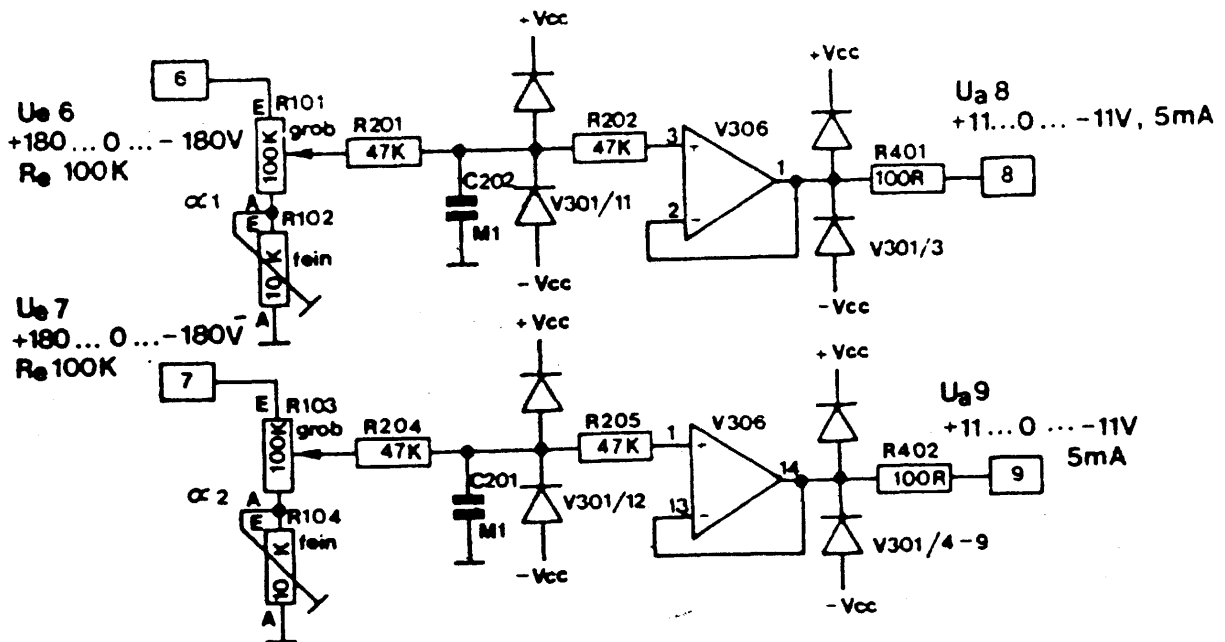 +Vcc
6
E R101
grob
100K
Ue 6
+180 ... 0 ... -180V
Re 100K
α1
A
R102
E
10 K
fein
A
R201
47K
C202
M1
V301/11
-Vcc
R202
47K
V306
3
+
2
-
1
+Vcc
V301/3
-Vcc
R401
100R
8
Ua 8
+11...0 ... -11V, 5mA
Ue 7
+180 ... 0 ... -180V
Re 100K
+Vcc
7
E R103
grob
100K
α2
A
R104
E
10 K
fein
A
R204
47K
C201
M1
V301/12
-Vcc
R205
47K
V306
1
+
13
-
14
+Vcc
V301/4-9
-Vcc
R402
100R
9
Ua9
+11 ... 0 ... -11V
5mA